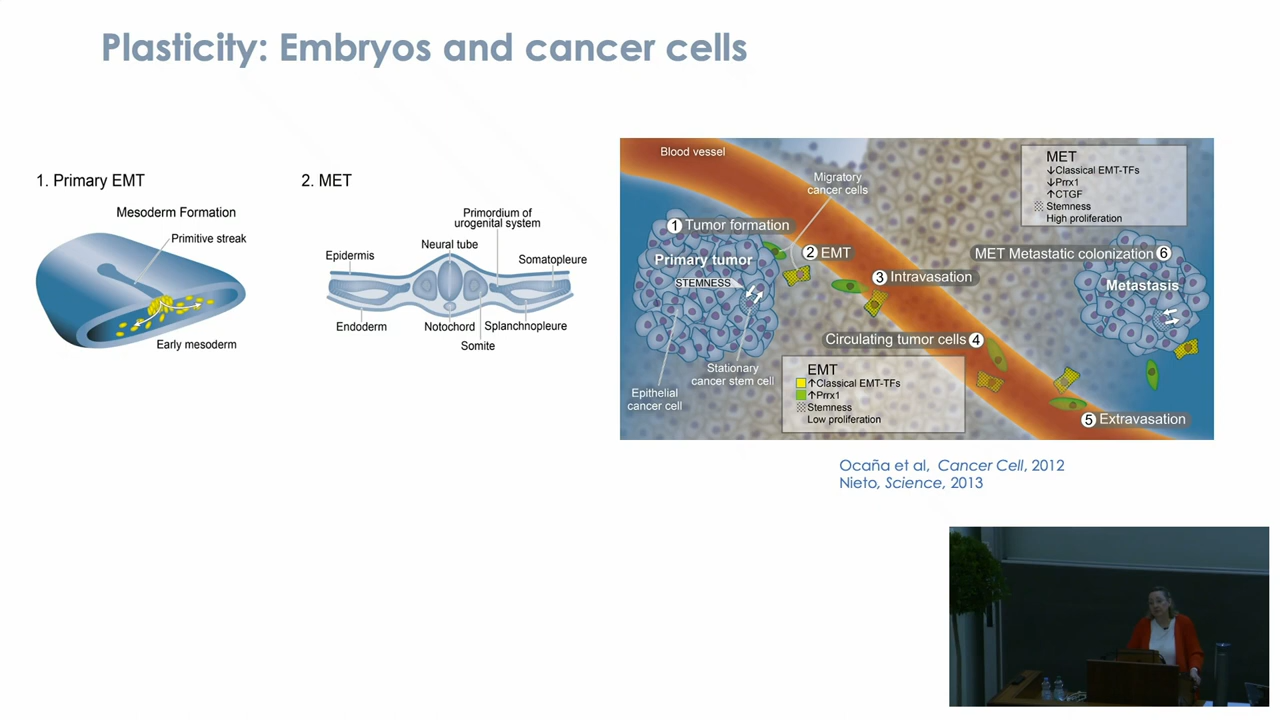 Plasticity: Embryos and cancer cells
1. Primary EMT
Mesoderm Formation
Primitive streak
Early mesoderm
2. MET
Primordium of
urogenital system
Neural tube
Epidermis
Somatopleure
Endoderm
Notochord
Splanchnopleure
Somite
Blood vessel
Migratory
cancer cells
1 Tumor formation
Primary tumor
STEMNESS
2 EMT
3 Intravasation
Circulating tumor cells 4
Stationary
cancer stem cell
Epithelial
cancer cell
EMT
↑Classical EMT-TFs
↑Prrx1
Stemness
Low proliferation
5 Extravasation
MET
↓Classical EMT-TFs
↓Prrx1
↑CTGF
Stemness
High proliferation
MET Metastatic colonization 6
Metastasis
Ocaña et al, Cancer Cell, 2012
Nieto, Science, 2013